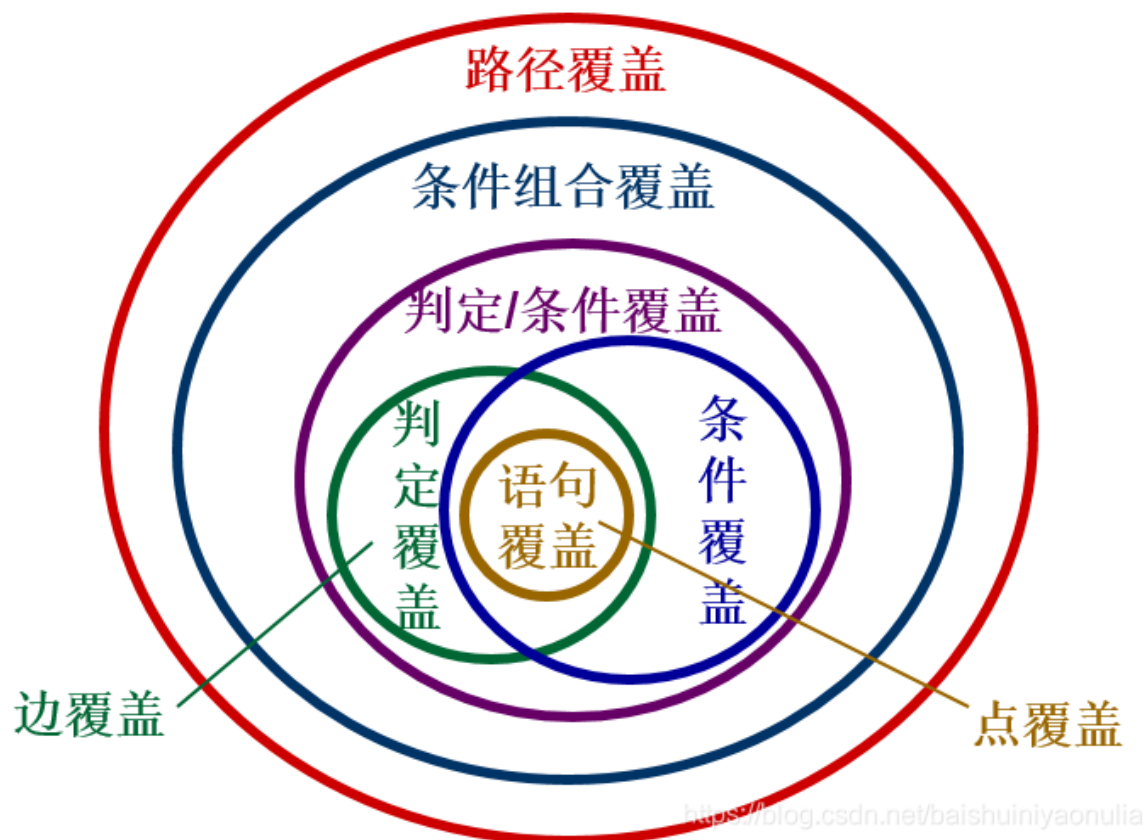 路径覆盖
条件组合覆盖
判定/条件覆盖
判定覆盖
条件覆盖
语句
覆盖
边覆盖
点覆盖
https://blog.csdn.net/baishuiniyaonulia